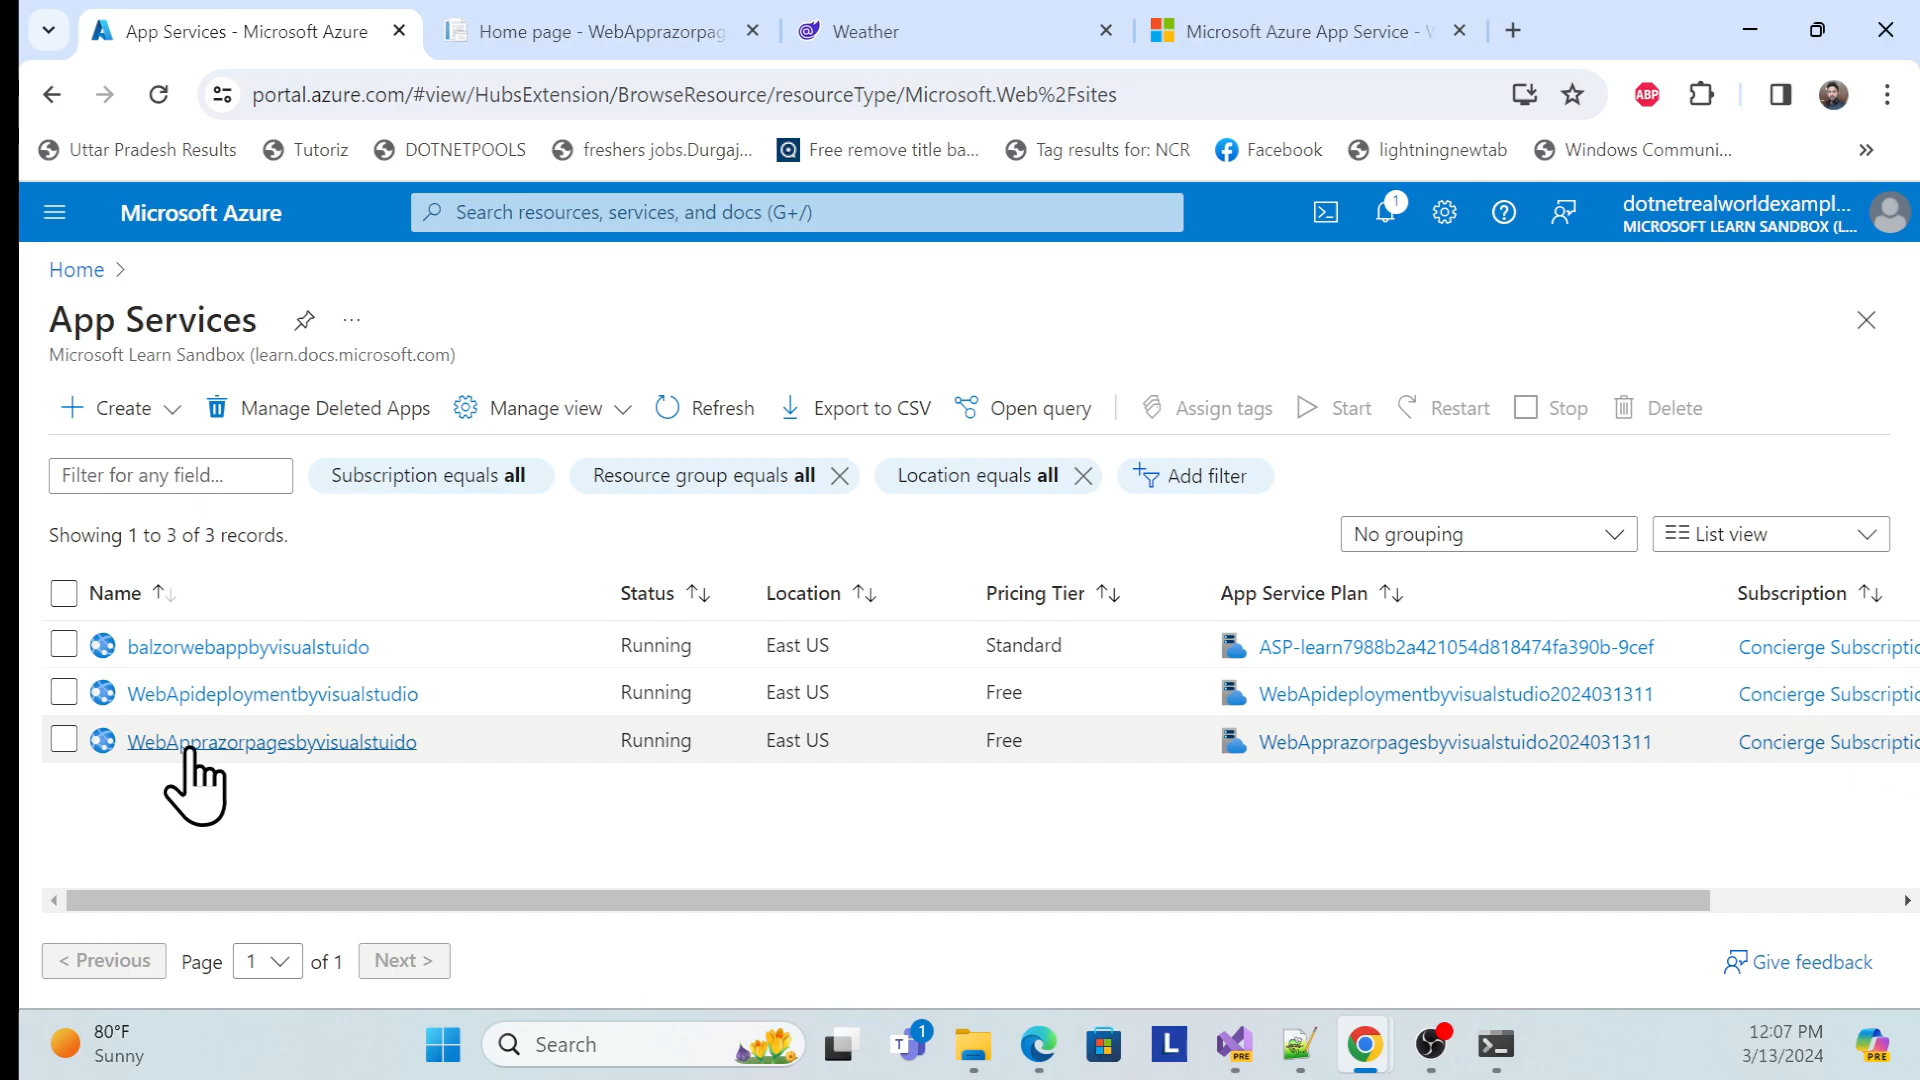 App Services - Microsoft Azure
Home page - WebApprazorpag
Weather
Microsoft Azure App Service - W
portal.azure.com/#view/HubsExtension/BrowseResource/resourceType/Microsoft.Web%2Fsites
ABP
Uttar Pradesh Results
Tutoriz
DOTNETPOOLS
freshers jobs.Durgaj...
Free remove title ba...
Tag results for: NCR
Facebook
lightningnewtab
Windows Communi...
Microsoft Azure
Search resources, services, and docs (G+/)
1
dotnetrealworldexampl...
MICROSOFT LEARN SANDBOX (L...
Home
App Services
Microsoft Learn Sandbox (learn.docs.microsoft.com)
Create
Manage Deleted Apps
Manage view
Refresh
Export to CSV
Open query
Assign tags
Start
Restart
Stop
Delete
Filter for any field...
Subscription equals all
Resource group equals all
Location equals all
Add filter
Showing 1 to 3 of 3 records.
No grouping
List view
Name Status Location Pricing Tier App Service Plan Subscription
balzorwebappbyvisualstuido Running East US Standard ASP-learn7988b2a421054d818474fa390b-9cef Concierge Subscriptic
WebApideploymentbyvisualstudio Running East US Free WebApideploymentbyvisualstudio2024031311 Concierge Subscriptic
WebApprazorpagesbyvisualstuido Running East US Free WebApprazorpagesbyvisualstuido2024031311 Concierge Subscriptic
< Previous
Page 1 of 1
Next >
Give feedback
80°F
Sunny
Search
T
1
L
PRE
12:07 PM
3/13/2024
PRE